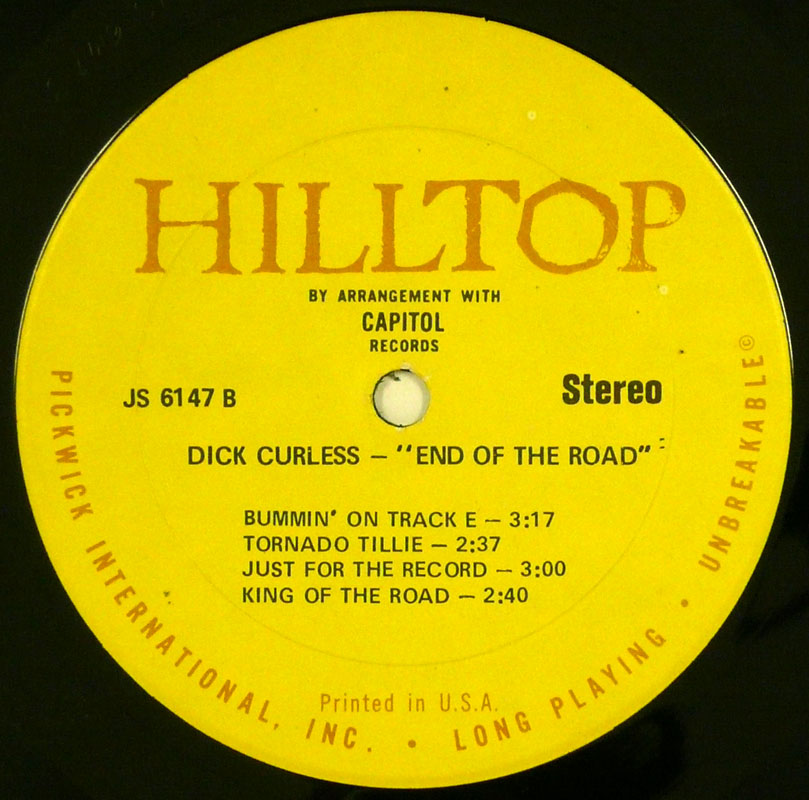 HILLTOP
BY ARRANGEMENT WITH
CAPITOL
RECORDS
JS 6147 B
Stereo
DICK CURLESS — "END OF THE ROAD"
BUMMIN' ON TRACK E — 3:17
TORNADO TILLIE — 2:37
JUST FOR THE RECORD — 3:00
KING OF THE ROAD — 2:40
Printed in U.S.A.
PICKWICK INTERNATIONAL, INC. • LONG PLAYING • UNBREAKABLE ©